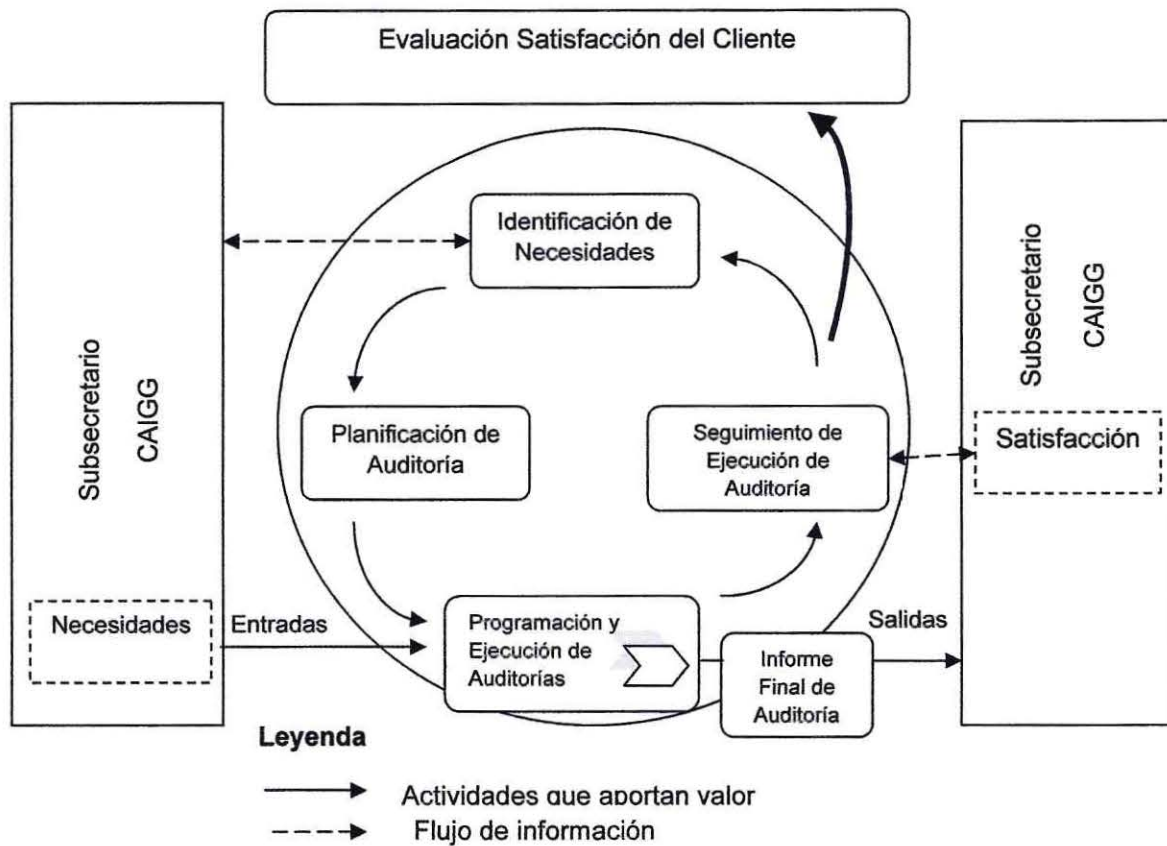 Evaluación Satisfacción del Cliente
Subsecretario
CAIGG
Necesidades
Entradas
Identificación de
Necesidades
Planificación de
Auditoría
Programación y
Ejecución de
Auditorías
Seguimiento de
Ejecución de
Auditoría
Informe
Final de
Auditoría
Salidas
Subsecretario
CAIGG
Satisfacción
Leyenda
Actividades que aportan valor
Flujo de información